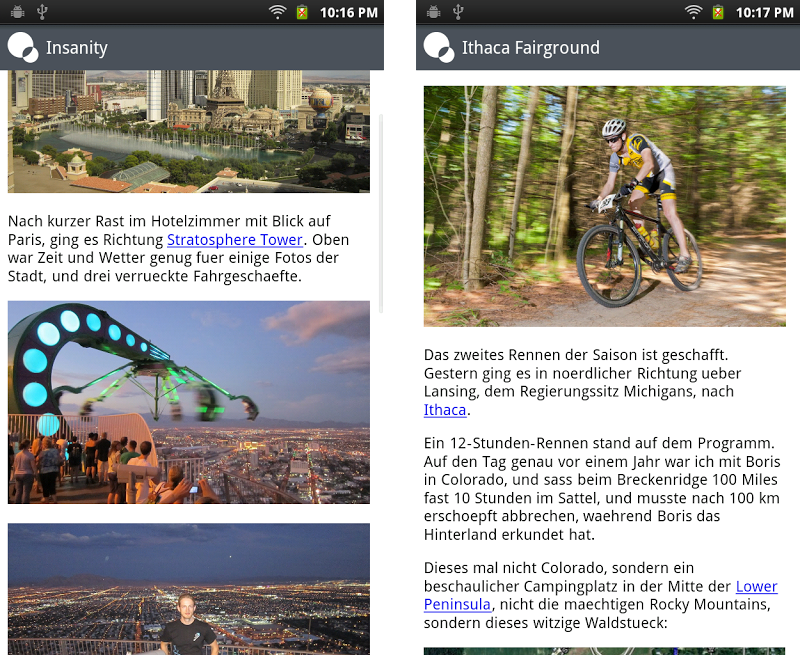 10:16 PM
Insanity
Nach kurzer Rast im Hotelzimmer mit Blick auf
Paris, ging es Richtung Stratosphere Tower. Oben
war Zeit und Wetter genug fuer einige Fotos der
Stadt, und drei verrueckte Fahrgeschaefte.
10:17 PM
Ithaca Fairground
Das zweites Rennen der Saison ist geschafft.
Gestern ging es in noerdlicher Richtung ueber
Lansing, dem Regierungssitz Michigans, nach
Ithaca.
Ein 12-Stunden-Rennen stand auf dem Programm.
Auf den Tag genau vor einem Jahr war ich mit Boris
in Colorado, und sass beim Breckenridge 100 Miles
fast 10 Stunden im Sattel, und musste nach 100 km
erschoepft abbrechen, waehrend Boris das
Hinterland erkundet hat.
Dieses mal nicht Colorado, sondern ein
beschaulicher Campingplatz in der Mitte der Lower
Peninsula, nicht die maechtigen Rocky Mountains,
sondern dieses witzige Waldstueck: